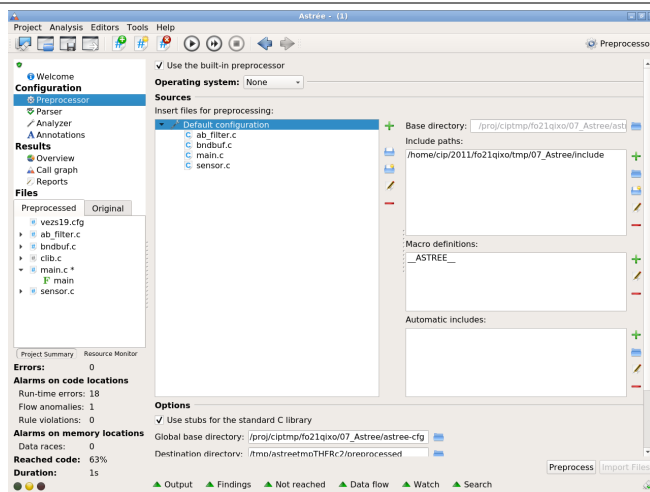 Astrée - (1)
Project Analysis Editors Tools Help
Preprocesso
Welcome
Configuration
Preprocessor
Parser
Analyzer
Annotations
Results
Overview
Call graph
Reports
Files
Preprocessed Original
vezs19.cfg
ab_filter.c
bndbuf.c
clib.c
main.c *
F main
sensor.c
Project Summary Resource Monitor
Errors: 0
Alarms on code locations
Run-time errors: 18
Flow anomalies: 1
Rule violations: 0
Alarms on memory locations
Data races: 0
Reached code: 63%
Duration: 1s
Use the built-in preprocessor
Operating system: None
Sources
Insert files for preprocessing:
Default configuration
ab_filter.c
bndbuf.c
main.c
sensor.c
Base directory: /proj/ciptmp/fo21qixo/07_Astree/ast
Include paths:
/home/cip/2011/fo21qixo/tmp/07_Astree/include
Macro definitions:
__ASTREE__
Automatic includes:
Options
Use stubs for the standard C library
Global base directory: /proj/ciptmp/fo21qixo/07_Astree/astree-cfg
Destination directory: /tmp/astreetmpTHFRc2/preprocessed
Preprocess Import Files
Output Findings Not reached Data flow Watch Search